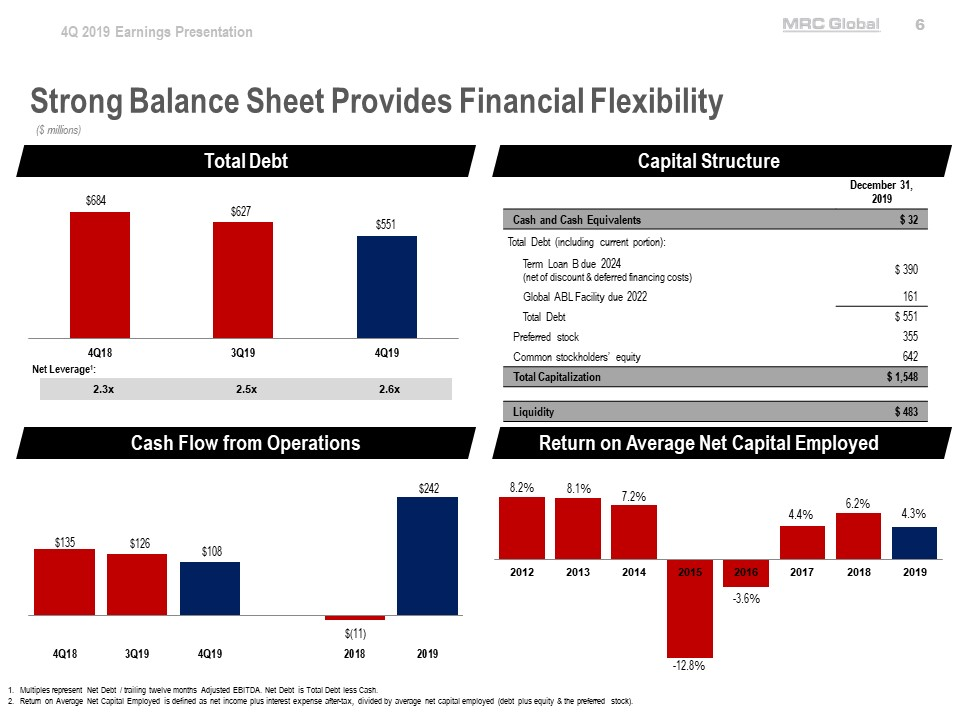 4Q 2019 Earnings Presentation
MRC Global
6
Strong Balance Sheet Provides Financial Flexibility
($ millions)
Total Debt
$684
$627
$551
4Q18 3Q19 4Q19
Net Leverage¹:
2.3x 2.5x 2.6x
Capital Structure
December 31,
2019
Cash and Cash Equivalents $ 32
Total Debt (including current portion):
Term Loan B due 2024
(net of discount & deferred financing costs) $ 390
Global ABL Facility due 2022 161
Total Debt $ 551
Preferred stock 355
Common stockholders' equity 642
Total Capitalization $ 1,548
Liquidity $ 483
Cash Flow from Operations
$135
$126
$108
$(11)
$242
4Q18 3Q19 4Q19 2018 2019
Return on Average Net Capital Employed
8.2% 8.1% 7.2% 4.4% 6.2% 4.3%
2012 2013 2014 2015 2016 2017 2018 2019
-3.6%
-12.8%
1. Multiples represent Net Debt / trailing twelve months Adjusted EBITDA. Net Debt is Total Debt less Cash.
2. Return on Average Net Capital Employed is defined as net income plus interest expense after-tax, divided by average net capital employed (debt plus equity & the preferred stock).